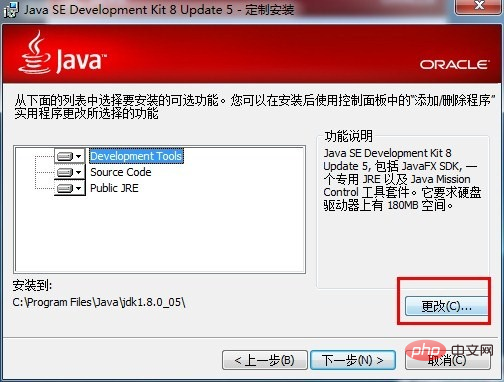 Java SE Development Kit 8 Update 5 - 定制安装
Java™
ORACLE
从下面的列表中选择要安装的可选功能。您可以在安装后使用控制面板中的“添加/删除程序”
实用程序更改所选择的功能
Development Tools
Source Code
Public JRE
功能说明
Java SE Development Kit 8
Update 5, 包括 JavaFX SDK, 一
个专用 JRE 以及 Java Mission
Control 工具套件。它要求硬盘
驱动器上有 180MB 空间。
安装到:
C:\Program Files\Java\jdk1.8.0_05\
更改(C)...
< 上一步(B)
下一步(N) >
取消(C)
php 中文网